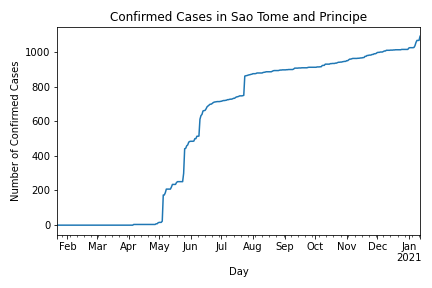 Confirmed Cases in Sao Tome and Principe
Number of Confirmed Cases
1000
800
600
400
200
0
Feb Mar Apr May Jun Jul Aug Sep Oct Nov Dec Jan
2021
Day